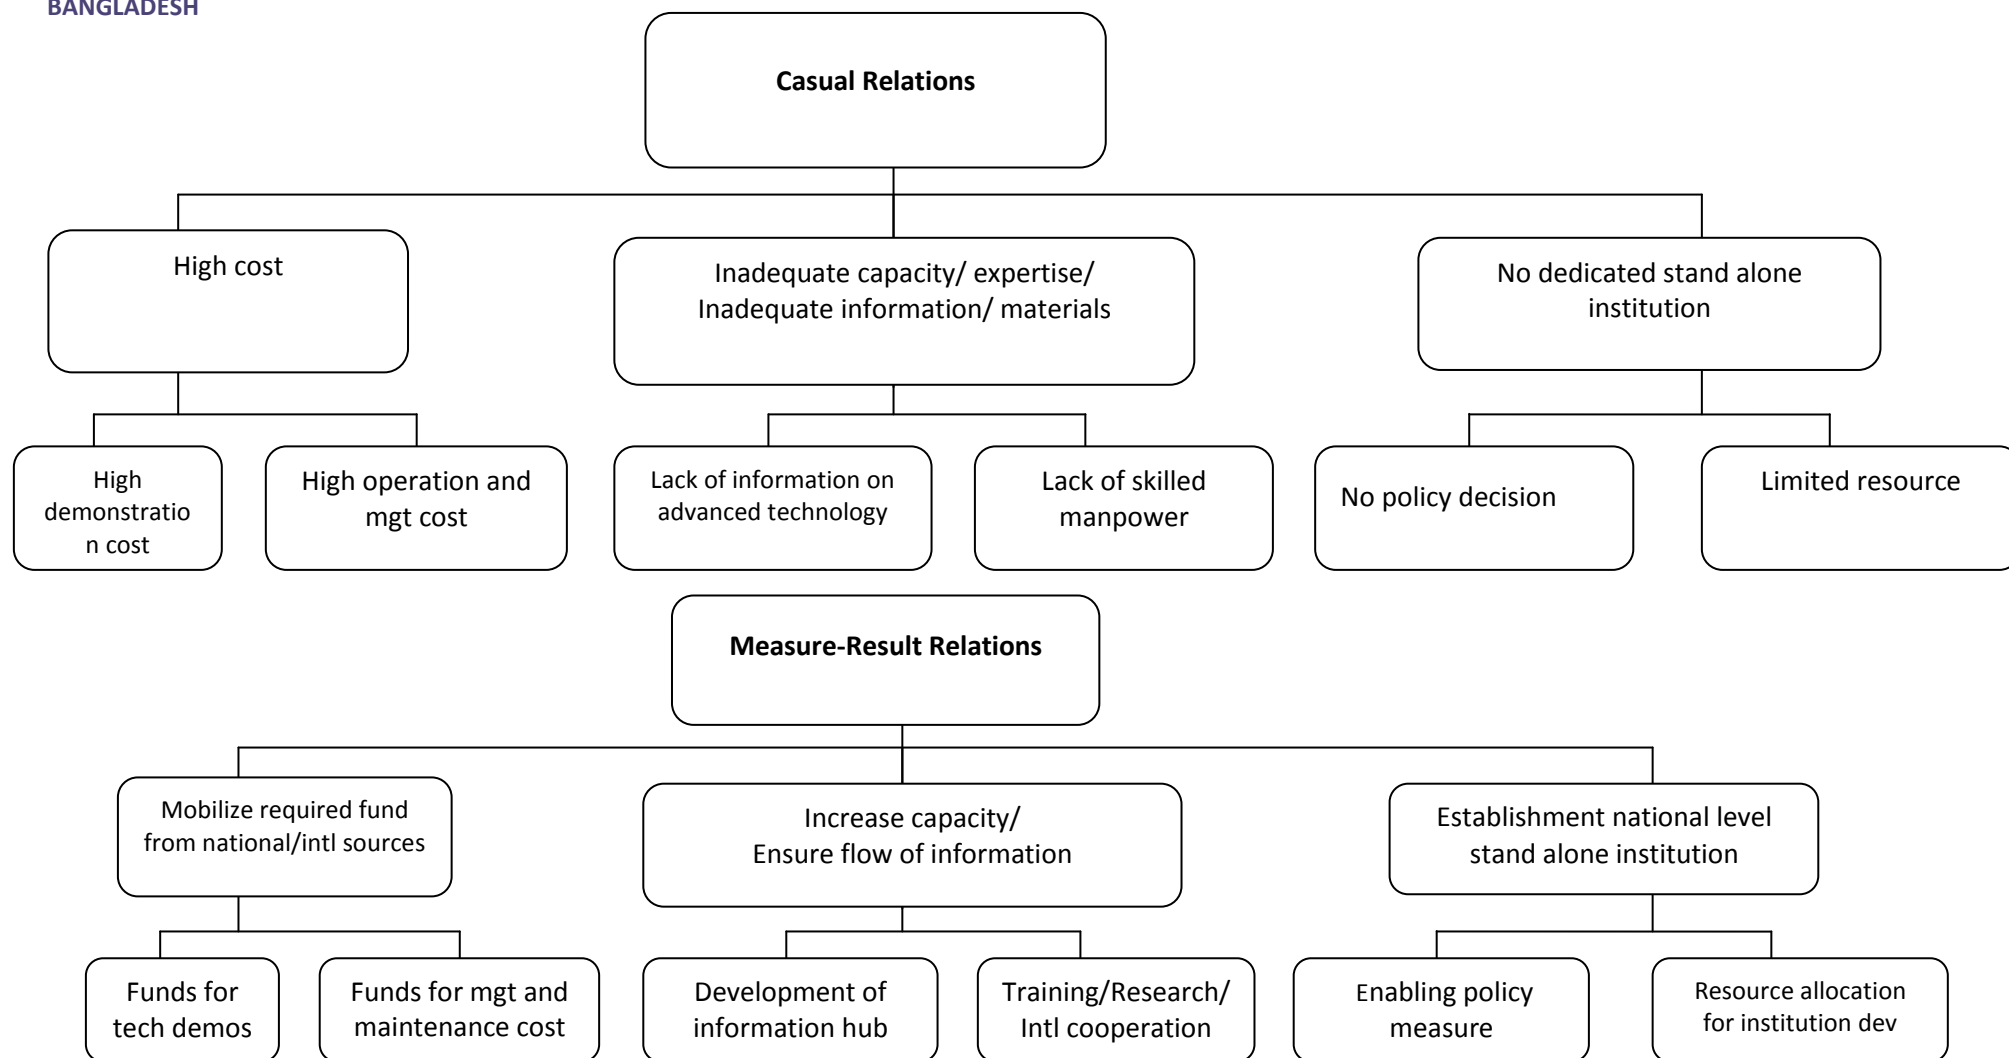 BANGLADESH
Casual Relations
High cost
Inadequate capacity/ expertise/
Inadequate information/ materials
No dedicated stand alone
institution
High
demonstratio
n cost
High operation and
mgt cost
Lack of information on
advanced technology
Lack of skilled
manpower
No policy decision
Limited resource
Measure-Result Relations
Mobilize required fund
from national/intl sources
Increase capacity/
Ensure flow of information
Establishment national level
stand alone institution
Funds for
tech demos
Funds for mgt and
maintenance cost
Development of
information hub
Training/Research/
Intl cooperation
Enabling policy
measure
Resource allocation
for institution dev